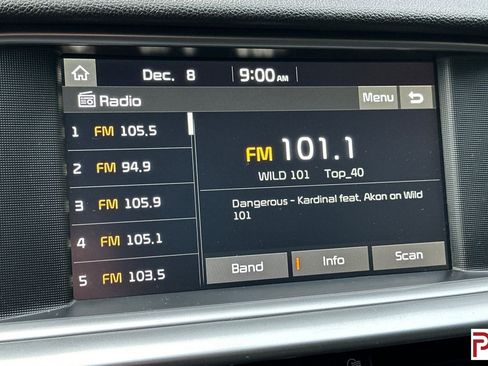 Dec. 8 9:00 AM
Radio Menu
1 FM 105.5
2 FM 94.9
3 FM 105.9
4 FM 105.1
5 FM 103.5
FM 101.1
WILD 101 Top_40
Dangerous - Kardinal feat. Akon on Wild
101
Band Info Scan
P